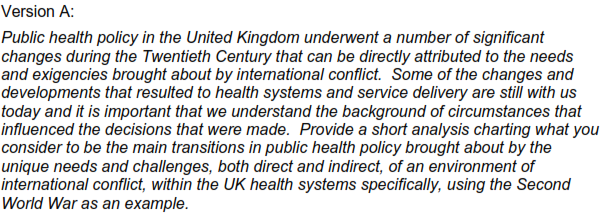 Version A:
Public health policy in the United Kingdom underwent a number of significant
changes during the Twentieth Century that can be directly attributed to the needs
and exigencies brought about by international conflict.  Some of the changes and
developments that resulted to health systems and service delivery are still with us
today and it is important that we understand the background of circumstances that
influenced the decisions that were made.  Provide a short analysis charting what you
consider to be the main transitions in public health policy brought about by the
unique needs and challenges, both direct and indirect, of an environment of
international conflict, within the UK health systems specifically, using the Second
World War as an example.